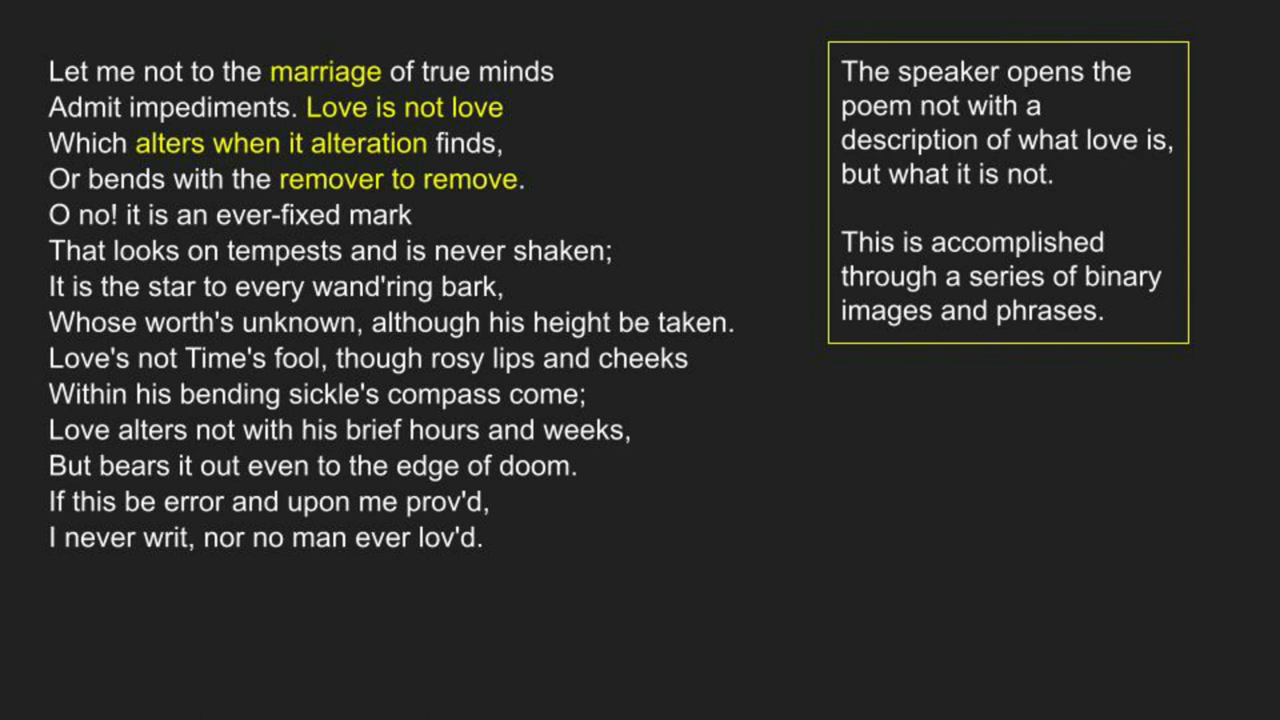 Let me not to the marriage of true minds
Admit impediments. Love is not love
Which alters when it alteration finds,
Or bends with the remover to remove.
O no! it is an ever-fixed mark
That looks on tempests and is never shaken;
It is the star to every wand'ring bark,
Whose worth's unknown, although his height be taken.
Love's not Time's fool, though rosy lips and cheeks
Within his bending sickle's compass come;
Love alters not with his brief hours and weeks,
But bears it out even to the edge of doom.
If this be error and upon me prov'd,
I never writ, nor no man ever lov'd.
The speaker opens the
poem not with a
description of what love is,
but what it is not.
This is accomplished
through a series of binary
images and phrases.